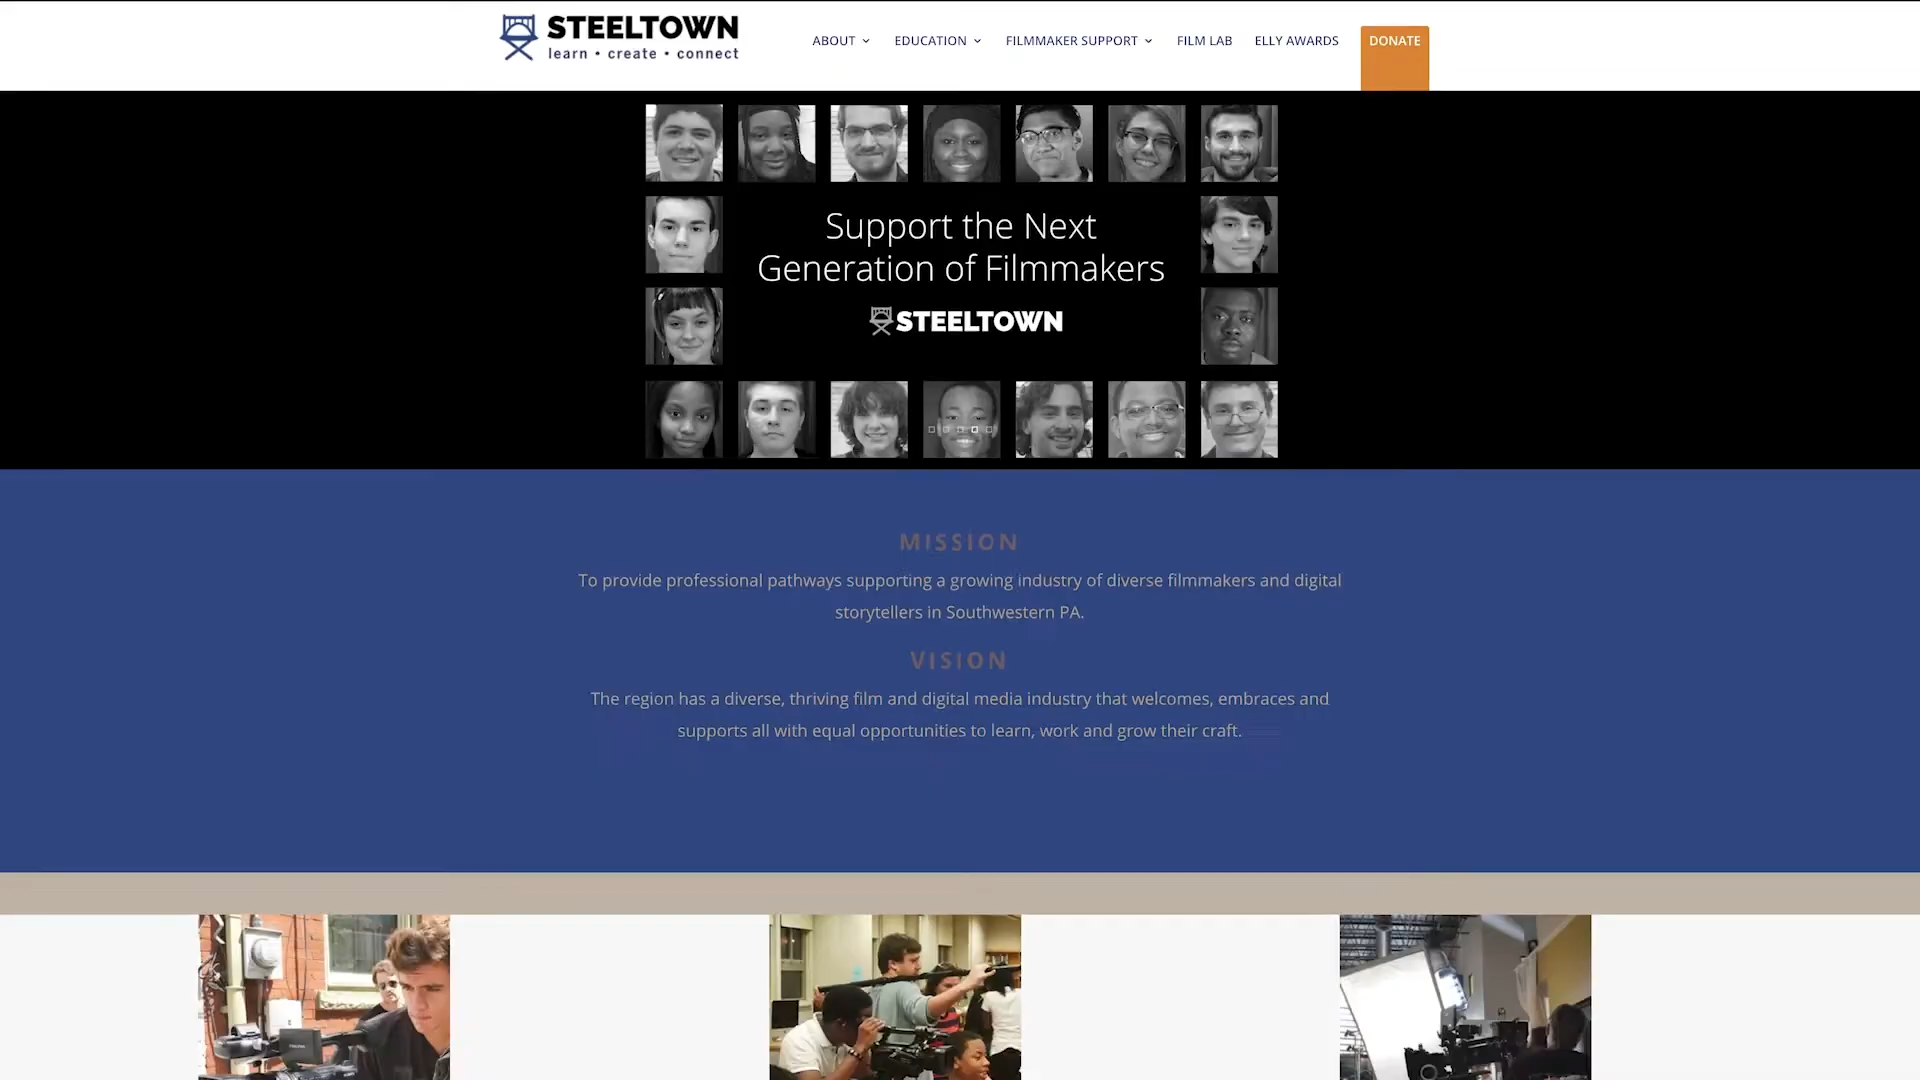 STEELTOWN
learn • create • connect
ABOUT
EDUCATION
FILMMAKER SUPPORT
FILM LAB
ELLY AWARDS
DONATE
Support the Next
Generation of Filmmakers
STEELTOWN
MISSION
To provide professional pathways supporting a growing industry of diverse filmmakers and digital
storytellers in Southwestern PA.
VISION
The region has a diverse, thriving film and digital media industry that welcomes, embraces and
supports all with equal opportunities to learn, work and grow their craft.